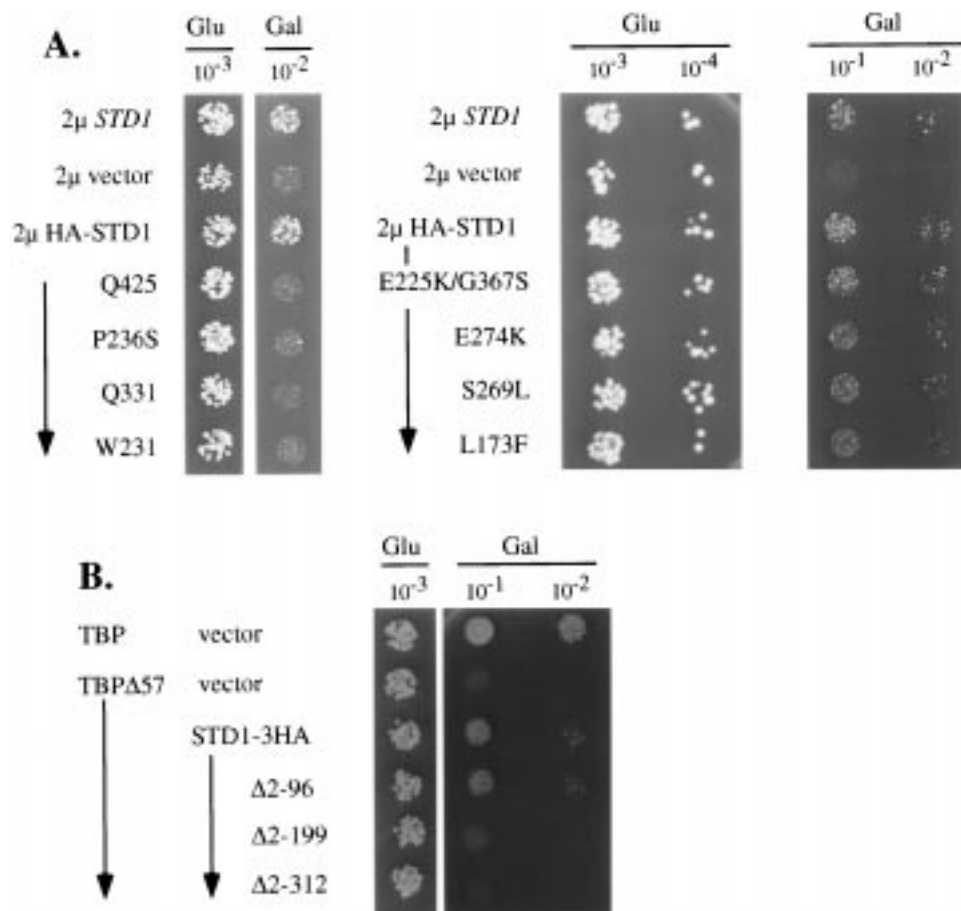 A.
Glu Gal
10-3 10-2
2µ STD1
2µ vector
2µ HA-STD1
Q425
P236S
Q331
W231
Glu Gal
10-3 10-4 10-1 10-2
2µ STD1
2µ vector
2µ HA-STD1
E225K/G367S
E274K
S269L
L173F
B.
Glu Gal
10-3 10-1 10-2
TBP vector
TBPΔ57 vector
STD1-3HA
Δ2-96
Δ2-199
Δ2-312